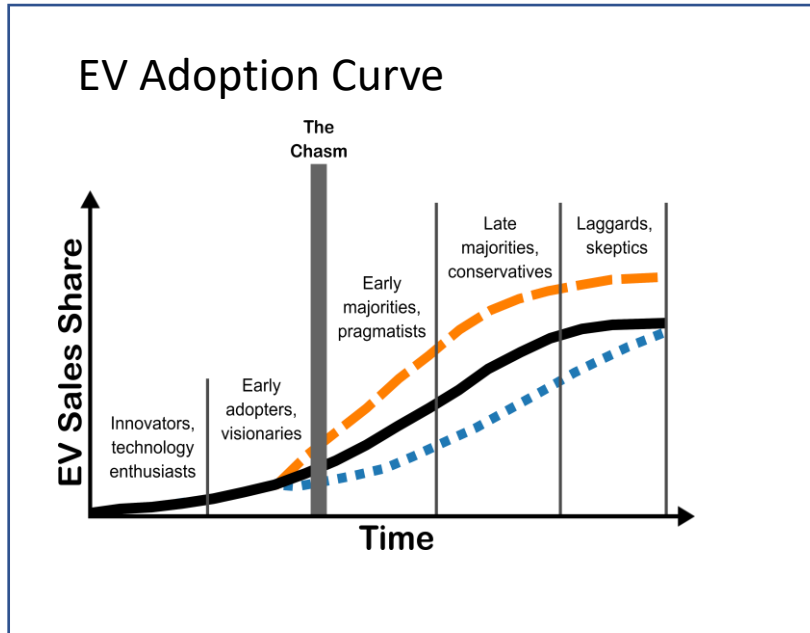 EV Adoption Curve
The
Chasm
EV Sales Share
Innovators,
technology
enthusiasts
Early
adopters,
visionaries
Early
majorities,
pragmatists
Late
majorities,
conservatives
Laggards,
skeptics
Time